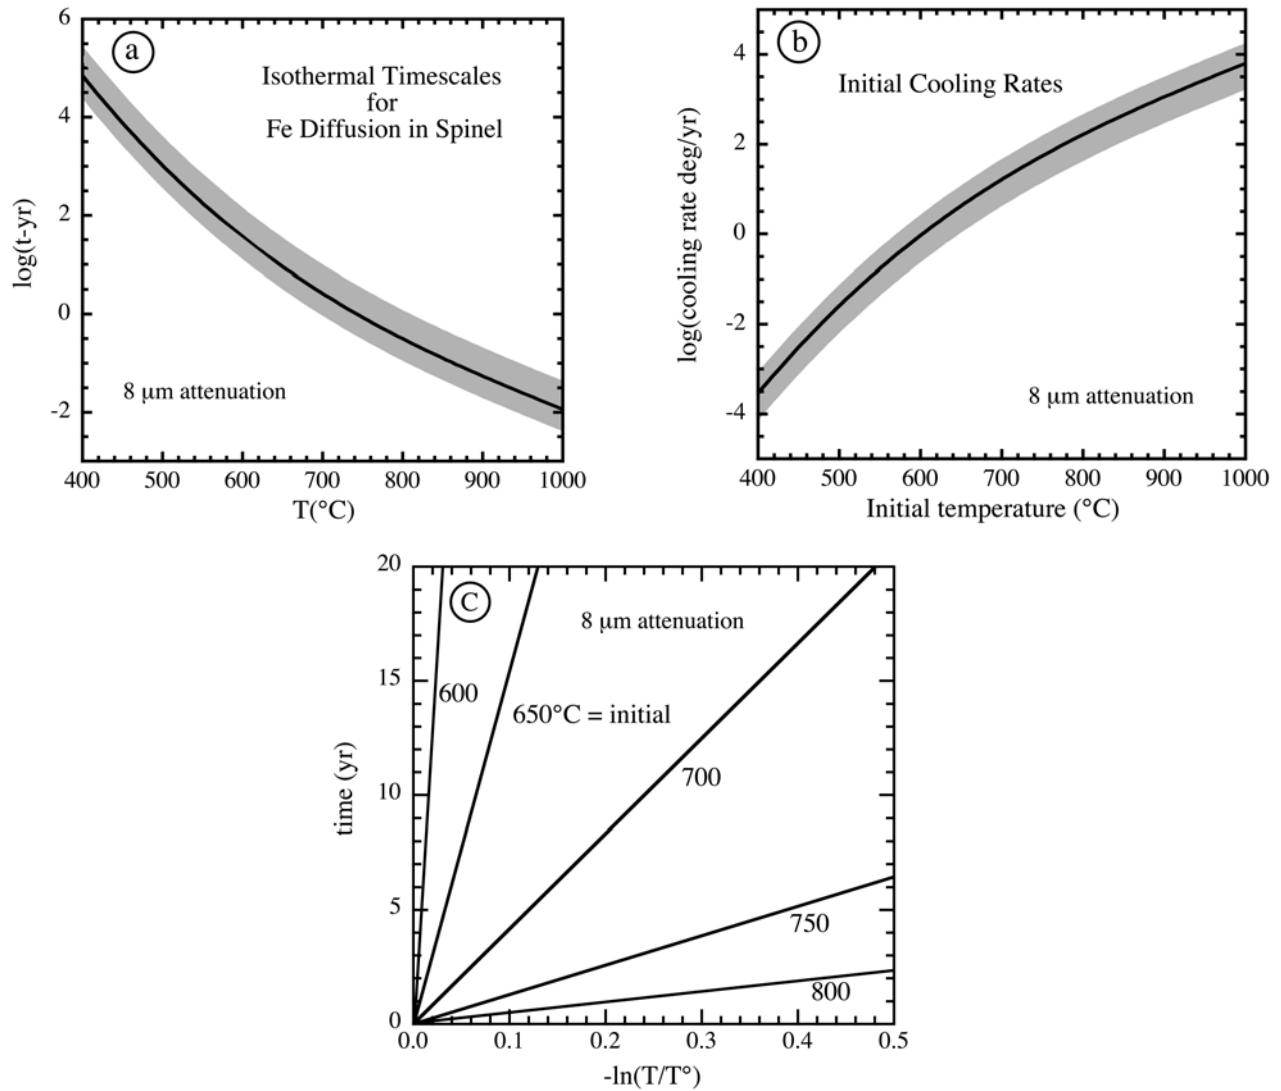 a
Isothermal Timescales
for
Fe Diffusion in Spinel
8 μm attenuation
6
4
2
0
-2
log(t-yr)
400 500 600 700 800 900 1000
T(°C)
b
Initial Cooling Rates
8 μm attenuation
4
2
0
-2
-4
log(cooling rate deg/yr)
400 500 600 700 800 900 1000
Initial temperature (°C)
C
8 μm attenuation
600
650°C = initial
700
750
800
20
15
10
5
0
time (yr)
0.0 0.1 0.2 0.3 0.4 0.5
-ln(T/T°)